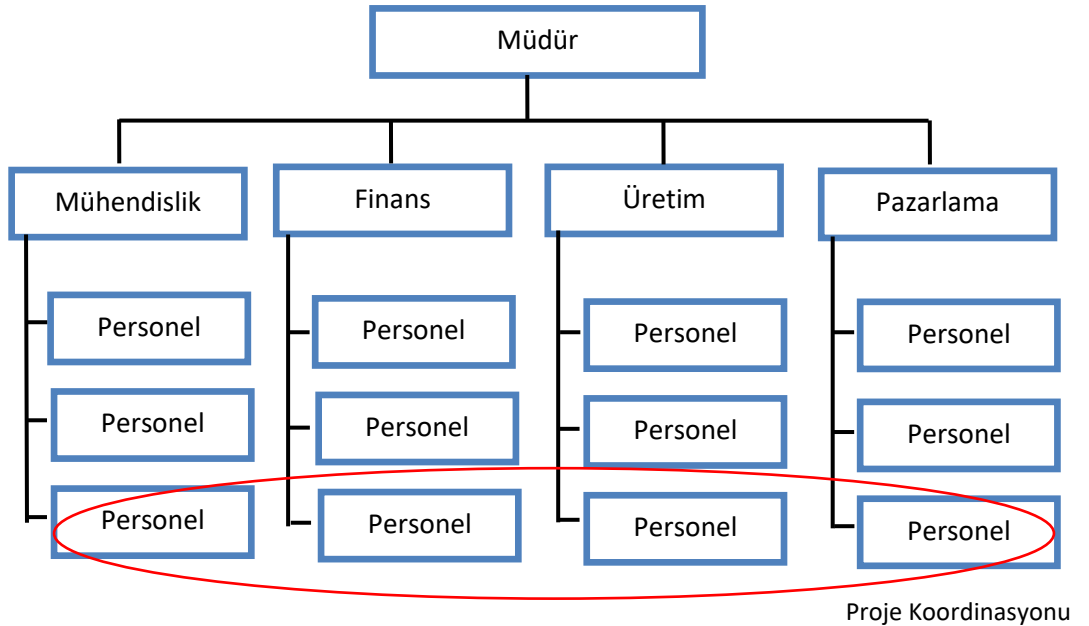 Müdür
Mühendislik
Finans
Üretim
Pazarlama
Personel
Personel
Personel
Personel
Personel
Personel
Personel
Personel
Personel
Personel
Personel
Personel
Proje Koordinasyonu